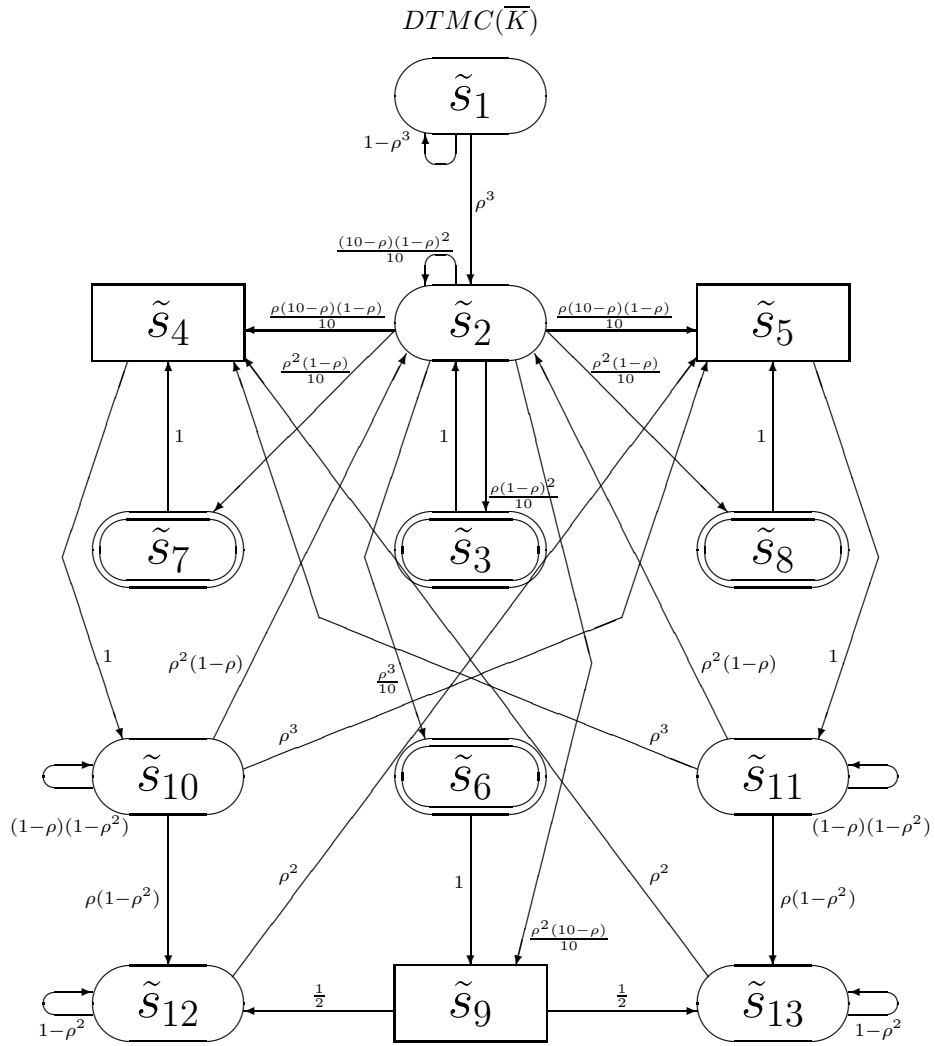 DTMC(K̅)
s̃₁
1−ρ³
ρ³
(10−ρ)(1−ρ)²/10
s̃₄
ρ(10−ρ)(1−ρ)/10
s̃₂
ρ(10−ρ)(1−ρ)/10
s̃₅
ρ²(1−ρ)/10
ρ²(1−ρ)/10
1
1
1
ρ(1−ρ)²/10
s̃₇
s̃₃
s̃₈
1
ρ²(1−ρ)
ρ³/10
ρ²(1−ρ)
1
ρ³
ρ³
s̃₁₀
s̃₆
s̃₁₁
(1−ρ)(1−ρ²)
(1−ρ)(1−ρ²)
ρ(1−ρ²)
ρ²
1
ρ²
ρ(1−ρ²)
ρ²(10−ρ)/10
s̃₁₂
1/2
s̃₉
1/2
s̃₁₃
1−ρ²
1−ρ²